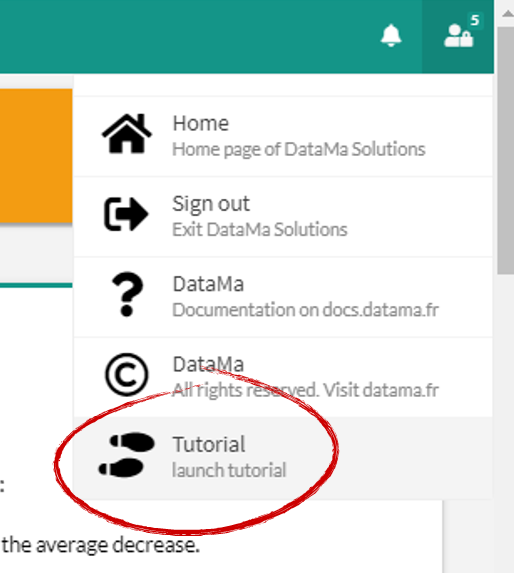 5
Home
Home page of DataMa Solutions
Sign out
Exit DataMa Solutions
DataMa
Documentation on docs.datama.fr
DataMa
All rights reserved. Visit datama.fr
Tutorial
launch tutorial
:
the average decrease.